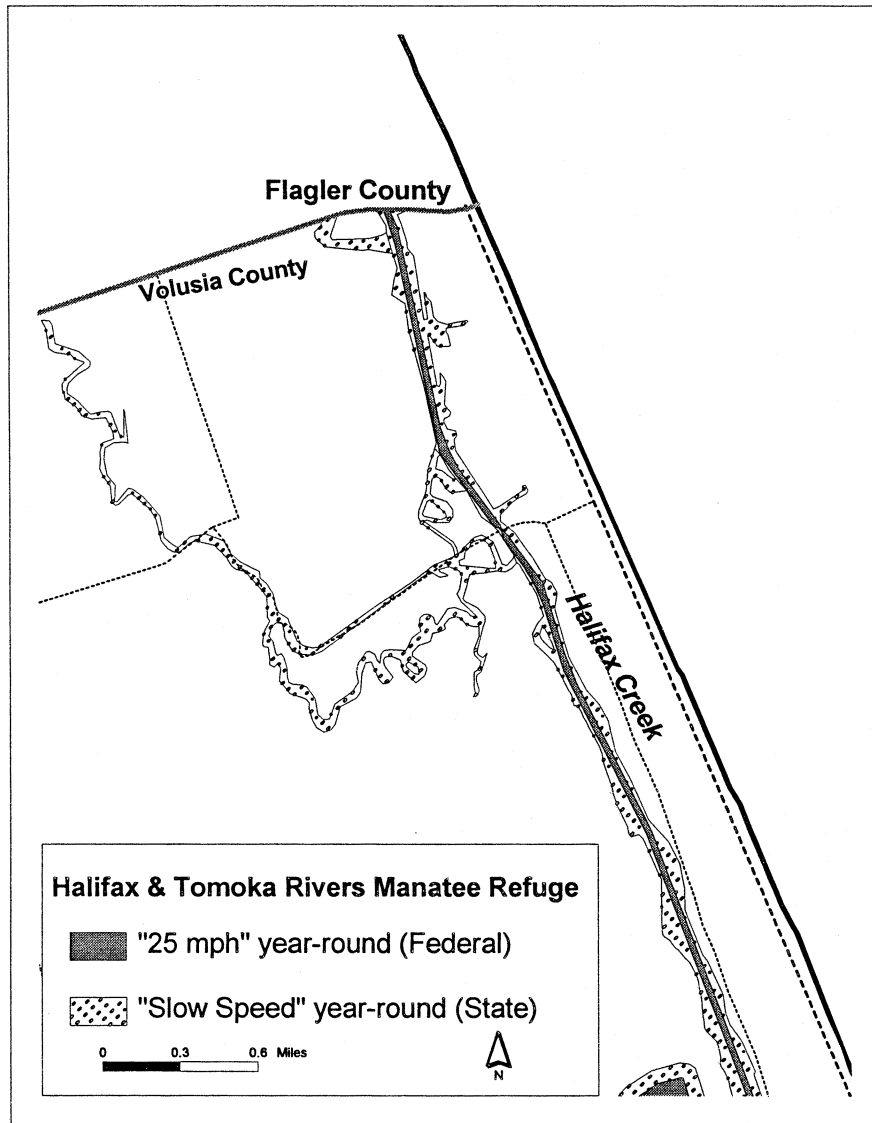 Flagler County
Volusia County
Halifax Creek
Halifax & Tomoka Rivers Manatee Refuge
"25 mph" year-round (Federal)
"Slow Speed" year-round (State)
0 0.3 0.6 Miles
N